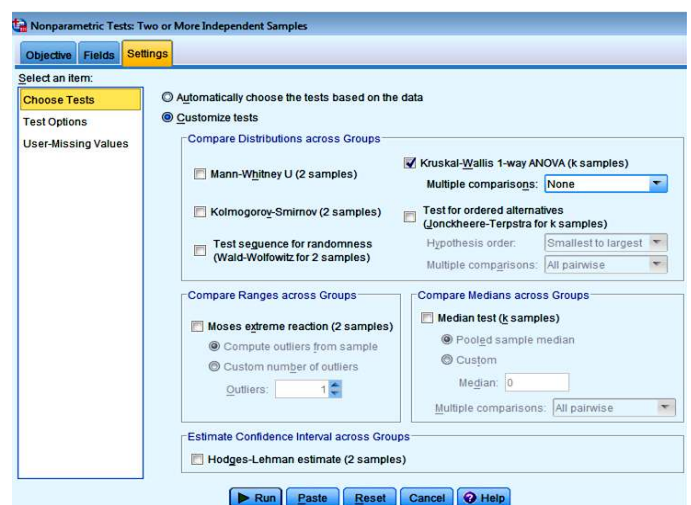 Nonparametric Tests: Two or More Independent Samples
Objective Fields Settings
Select an item:
Choose Tests
Test Options
User-Missing Values
Automatically choose the tests based on the data
Customize tests
Compare Distributions across Groups
Mann-Whitney U (2 samples)
Kolmogorov-Smirnov (2 samples)
Test sequence for randomness
(Wald-Wolfowitz for 2 samples)
Kruskal-Wallis 1-way ANOVA (k samples)
Multiple comparisons: None
Test for ordered alternatives
(Jonckheere-Terpstra for k samples)
Hypothesis order: Smallest to largest
Multiple comparisons: All pairwise
Compare Ranges across Groups
Moses extreme reaction (2 samples)
Compute outliers from sample
Custom number of outliers
Outliers: 1
Compare Medians across Groups
Median test (k samples)
Pooled sample median
Custom
Median: 0
Multiple comparisons: All pairwise
Estimate Confidence Interval across Groups
Hodges-Lehman estimate (2 samples)
Run Paste Reset Cancel Help